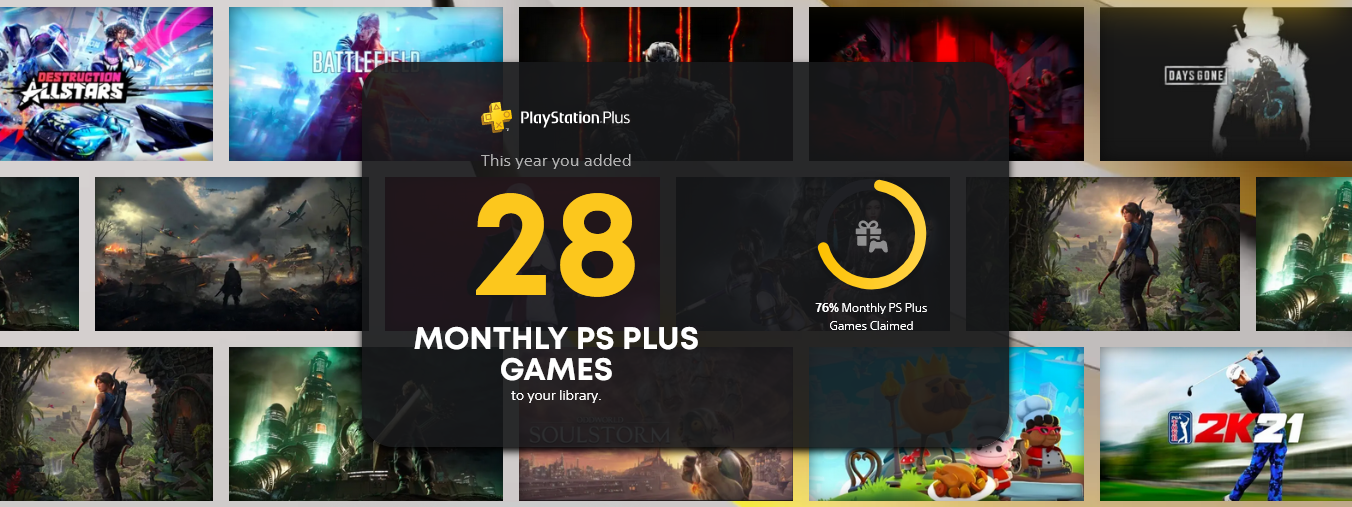 DESTRUCTION
ALLSTARS
BATTLEFIELD
DAYS GONE
PlayStation.Plus
This year you added
28
MONTHLY PS PLUS
GAMES
to your library.
76% Monthly PS Plus
Games Claimed
SOULSTORM
PGA
TOUR
2K21